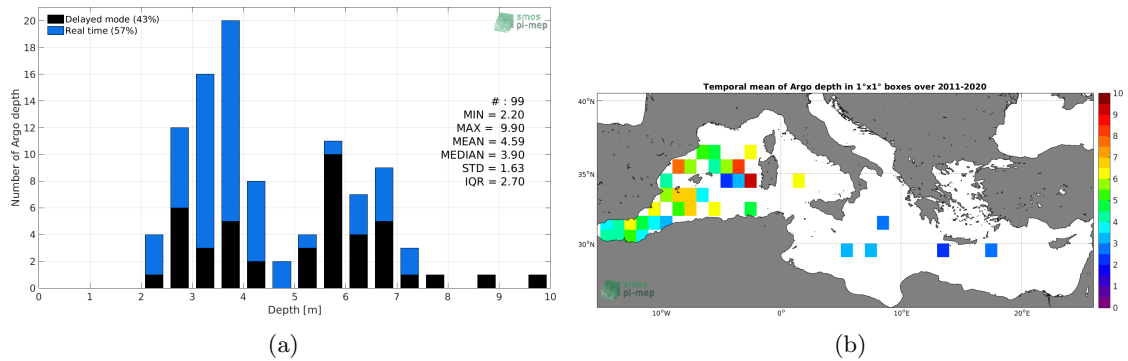 Delayed mode (43%)
Real time (57%)
smos
pi-mep
Number of Argo depth
20
18
16
14
12
10
8
6
4
2
0
# : 99
MIN = 2.20
MAX = 9.90
MEAN = 4.59
MEDIAN = 3.90
STD = 1.63
IQR = 2.70
0 1 2 3 4 5 6 7 8 9 10
Depth [m]
(a)
Temporal mean of Argo depth in 1°x1° boxes over 2011-2020
40°N
35°N
30°N
10°W 0° 10°E 20°E
smos
pi-mep
10
9
8
7
6
5
4
3
2
1
0
(b)